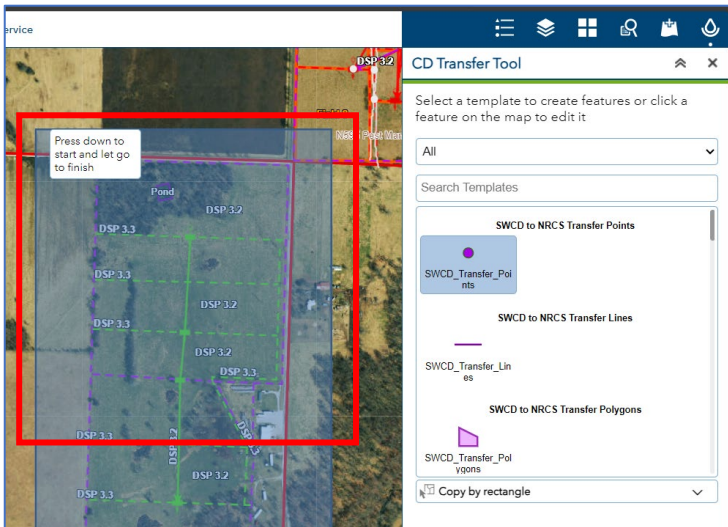 ervice
CD Transfer Tool
Select a template to create features or click a
feature on the map to edit it
All
Search Templates
SWCD to NRCS Transfer Points
SWCD_Transfer_Poi
nts
SWCD to NRCS Transfer Lines
SWCD_Transfer_Lin
es
SWCD to NRCS Transfer Polygons
SWCD_Transfer_Pol
ygons
Copy by rectangle
DSP 3.2
Press down to
start and let go
to finish
Pond
DSP 3.2
DSP 3.3
DSP 3.3
DSP 3.2
DSP 3.3
DSP 3.2
DSP 3.3
DSP 3.3
DSP 3.2
DSP 3.3
DSP 3.2
DSP 3.3